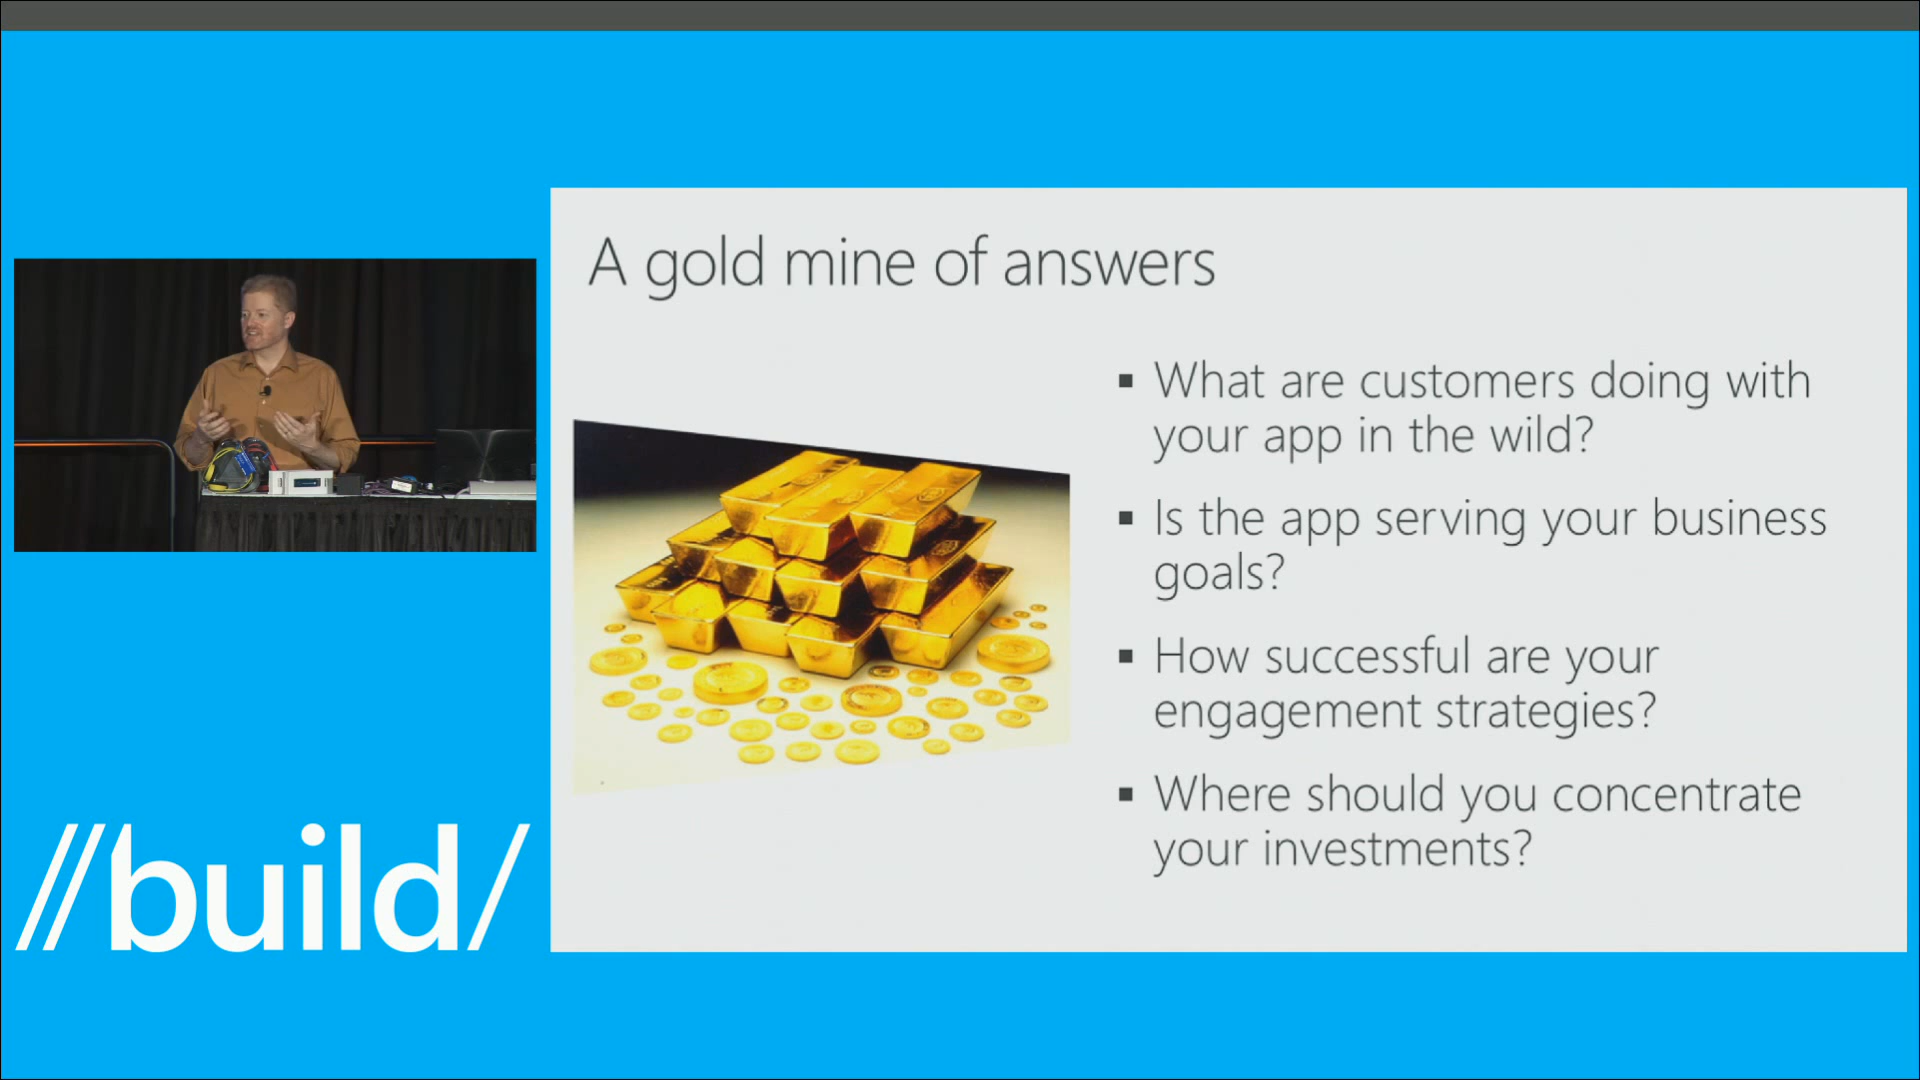 A gold mine of answers
▪ What are customers doing with
your app in the wild?
▪ Is the app serving your business
goals?
▪ How successful are your
engagement strategies?
▪ Where should you concentrate
your investments?
//build/